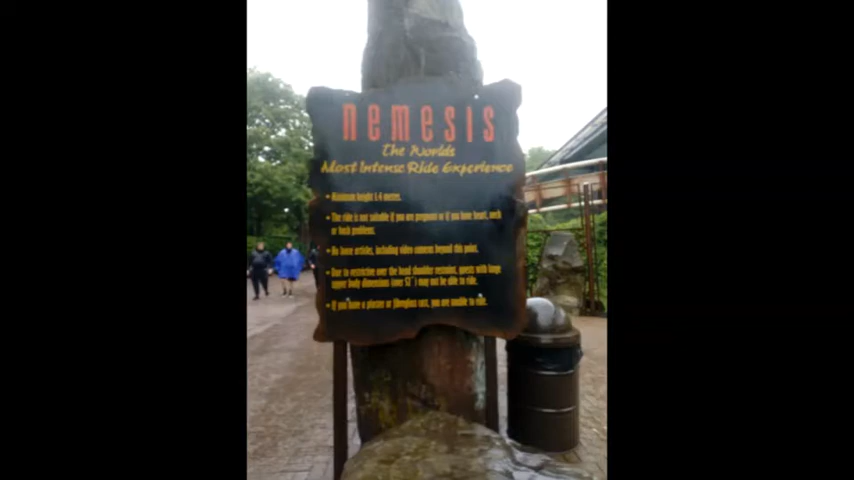 nemesis
The Worlds
Most Intense Ride Experience
• Minimum height 1.4 metres.
• The ride is not suitable if you are pregnant or if you have heart, neck
or back problems.
• No loose articles, including video cameras beyond this point.
• Due to restrictive over the head shoulder restraint, guests with large
upper body dimensions (over 52") may not be able to ride.
• If you have a plaster or fibreglass cast, you are unable to ride.